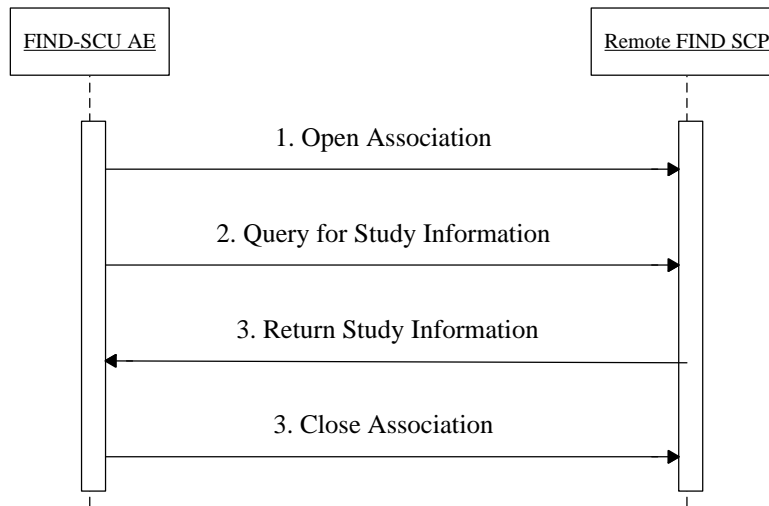 FIND-SCU AE
Remote FIND SCP
1. Open Association
2. Query for Study Information
3. Return Study Information
3. Close Association